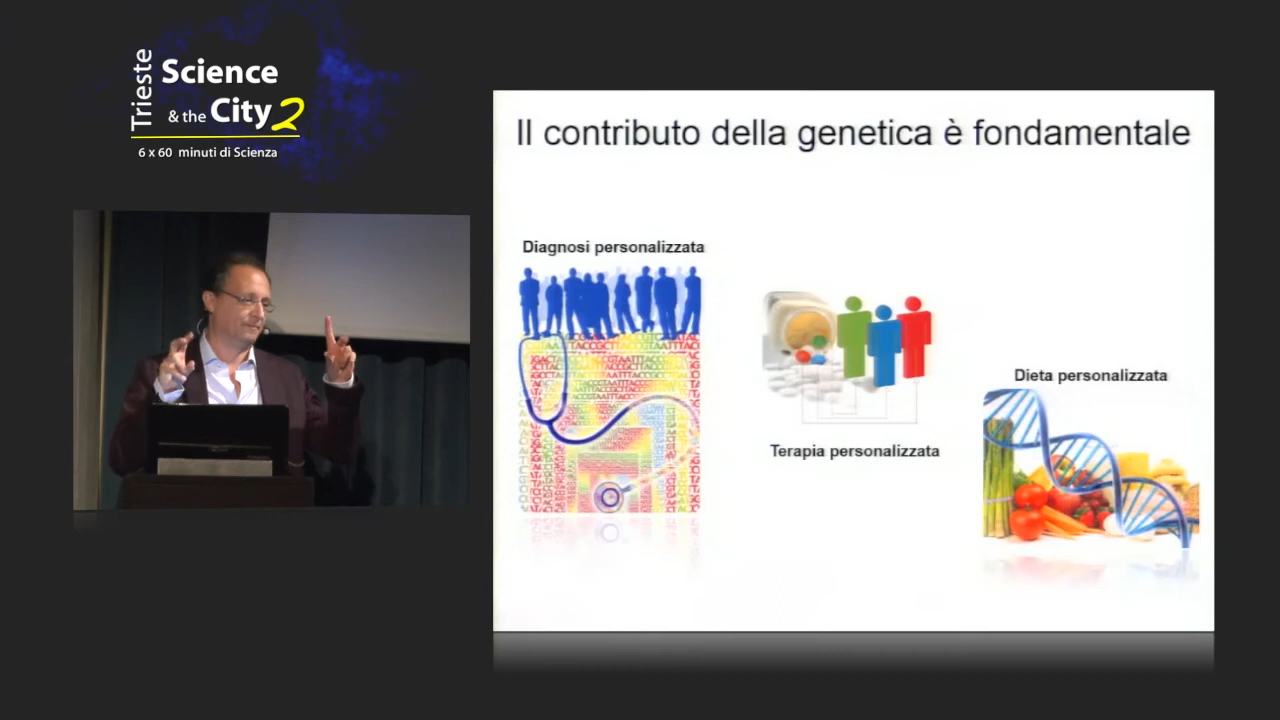 Trieste
Science
& the City 2
6 x 60 minuti di Scienza
Il contributo della genetica è fondamentale
Diagnosi personalizzata
Terapia personalizzata
Dieta personalizzata